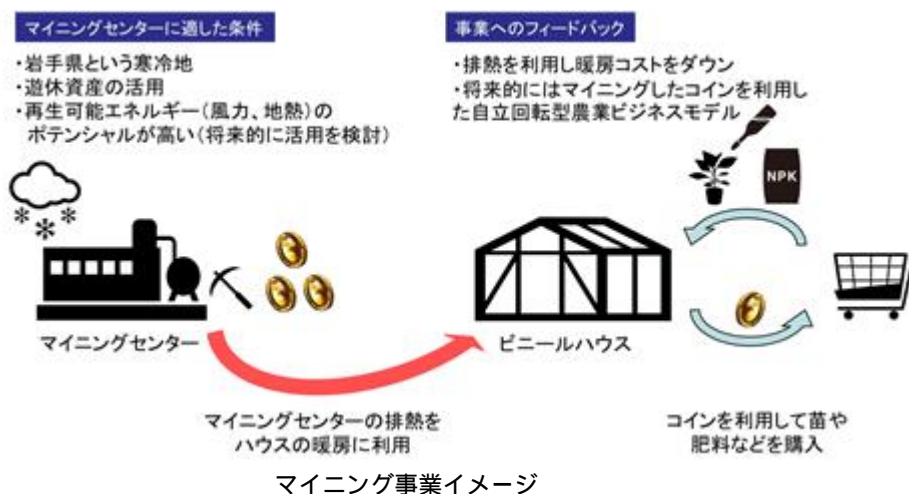 マイニングセンターに適した条件
・岩手県という寒冷地
・遊休資産の活用
・再生可能エネルギー(風力、地熱)の
ポテンシャルが高い(将来的に活用を検討)
事業へのフィードバック
・排熱を利用し暖房コストをダウン
・将来的にはマイニングしたコインを利用し
た自立回転型農業ビジネスモデル
NPK
マイニングセンター
ビニールハウス
マイニングセンターの排熱を
ハウスの暖房に利用
コインを利用して苗や
肥料などを購入
マイニング事業イメージ